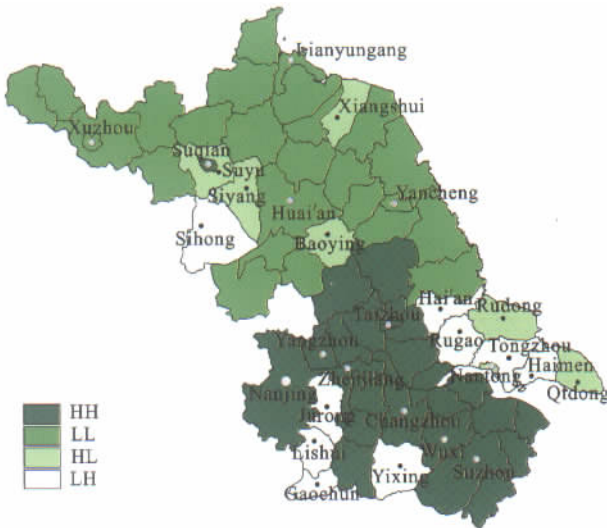 Lianyungang
Xiangshui
Xuzhou
Suqian
Suyu
Siyang
Huai'an
Yancheng
Sihong
Baoying
Hai'an
Rudong
Taizhou
Rugao
Tongzhou
Yangzhou
Haimen
Zhenjiang
Nantong
Nanjing
Qidong
Jurong
Changzhou
Lishui
Wuxi
Suzhou
Yixing
Gaochun
HH
LL
HL
LH